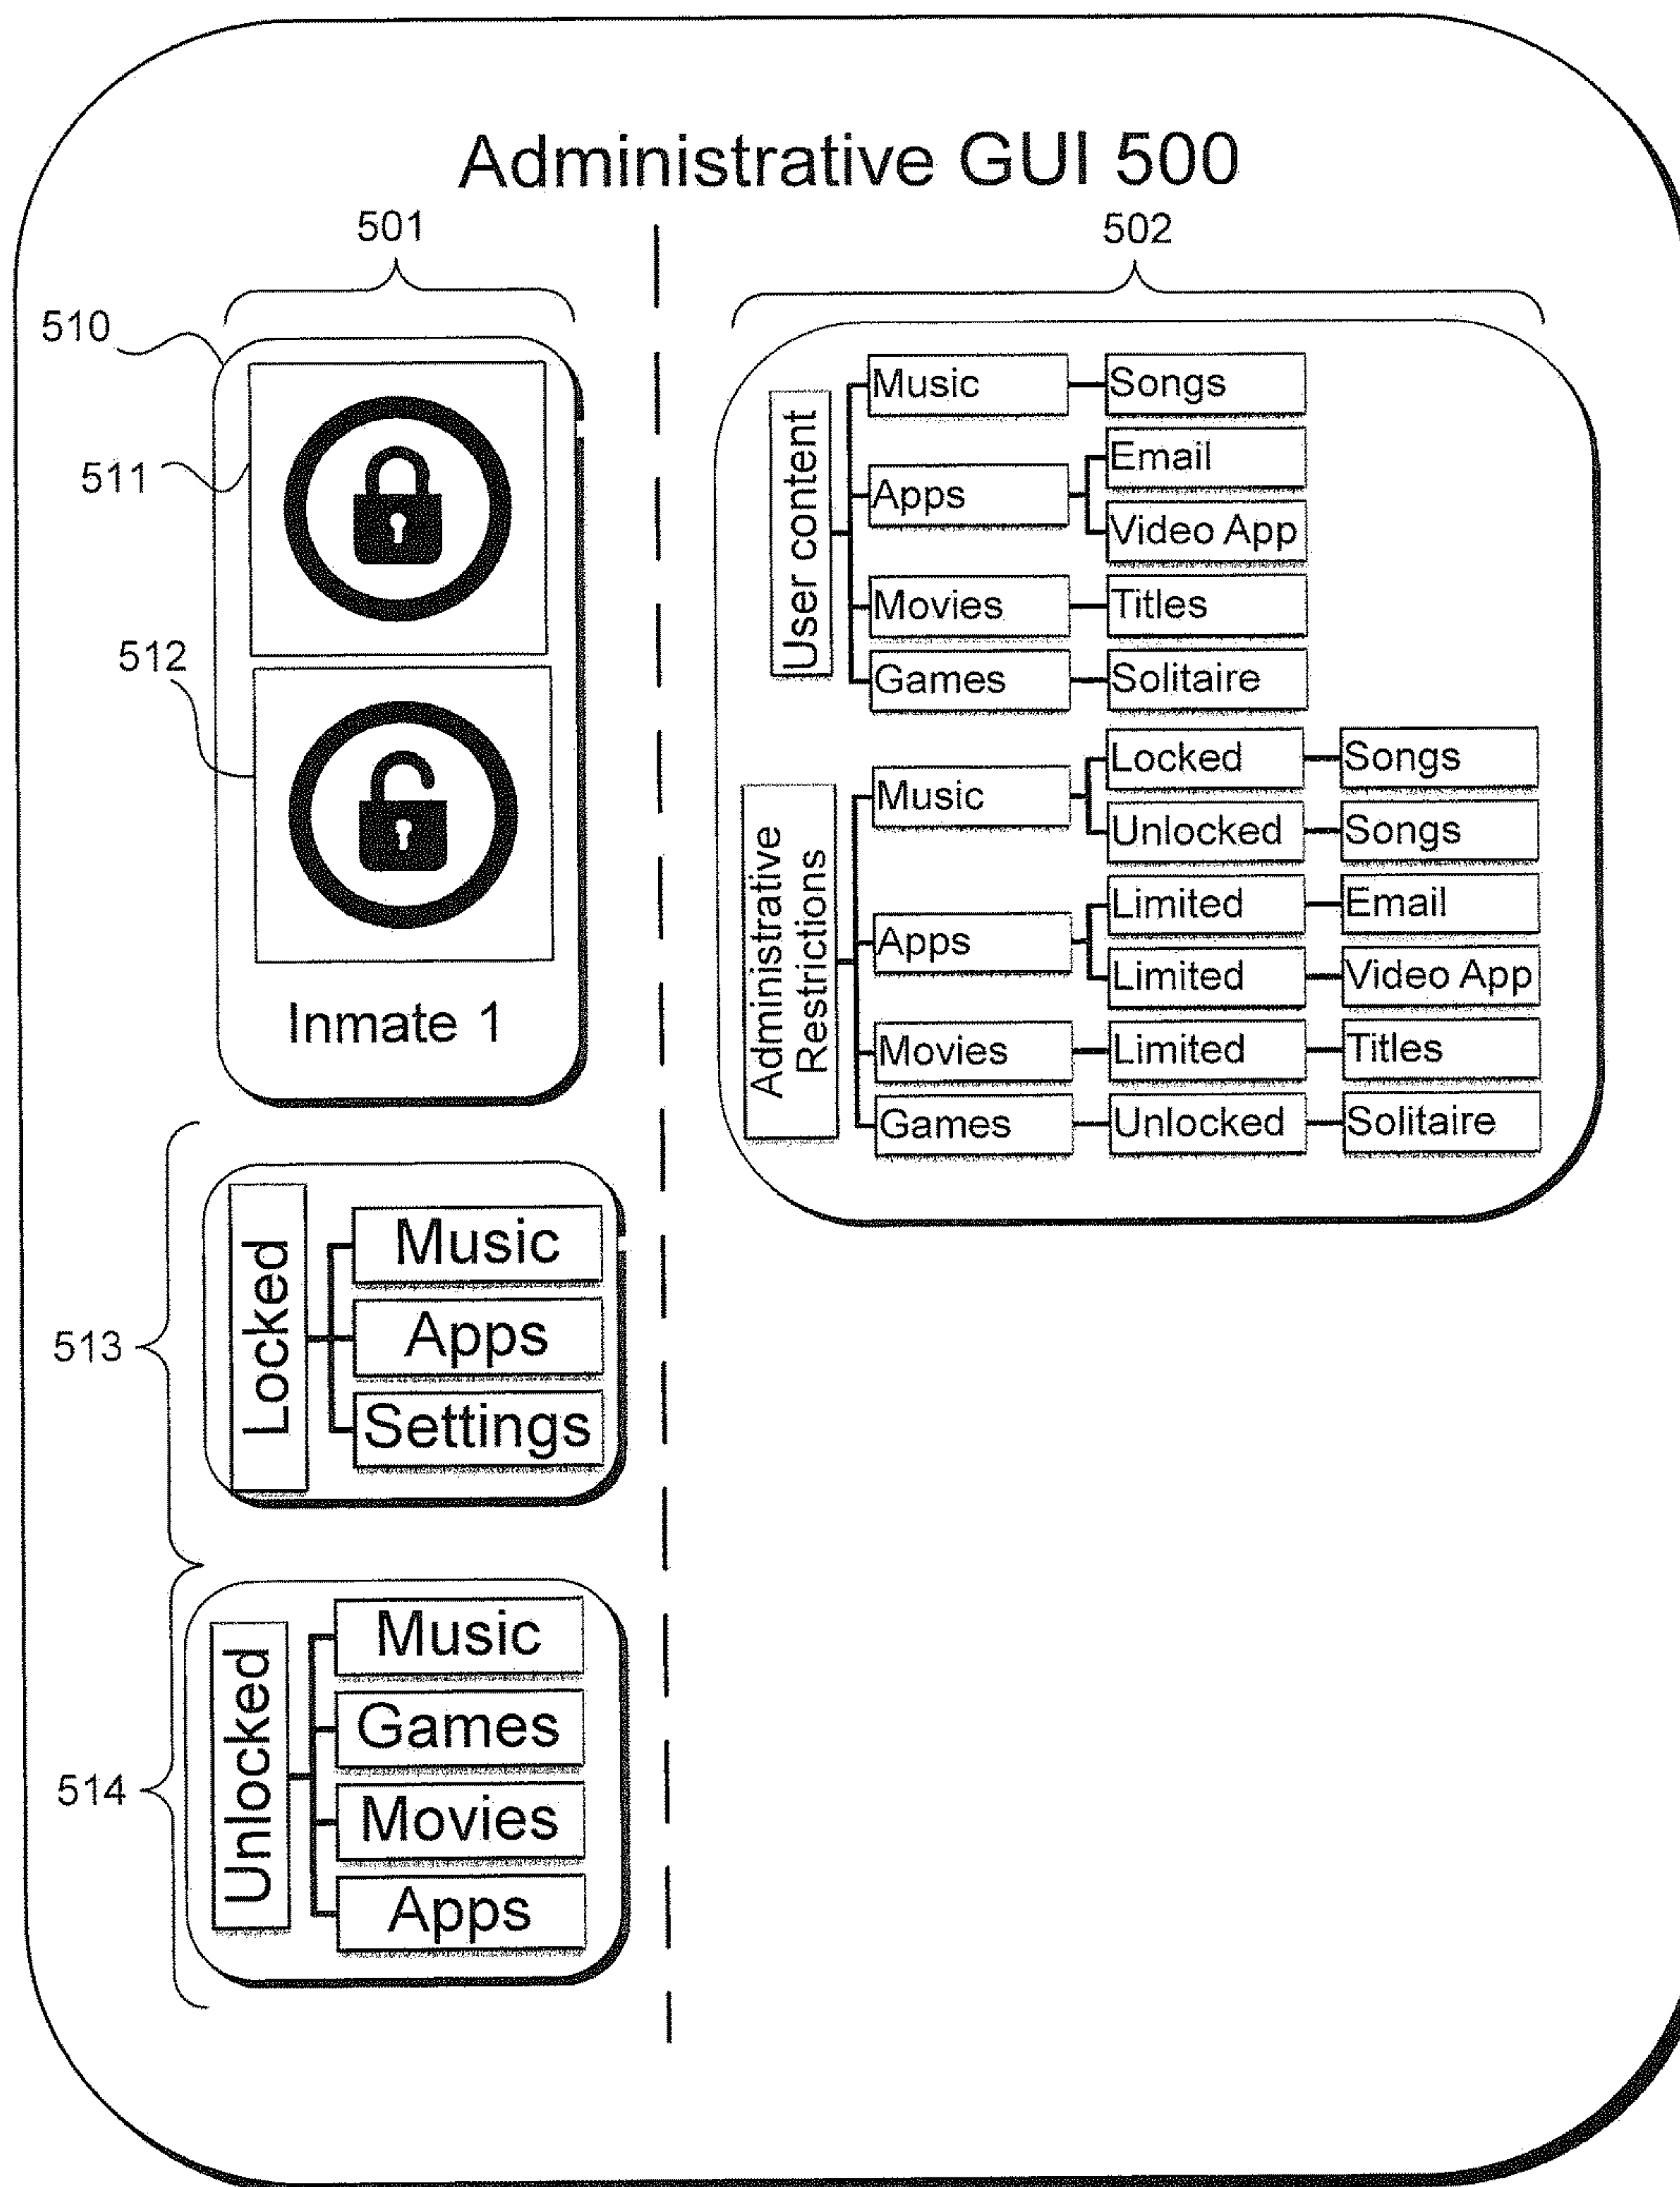 Administrative GUI 500
501
502
510
511
512
Inmate 1
513
Locked
Music
Apps
Settings
514
Unlocked
Music
Games
Movies
Apps
User content
Music
Songs
Apps
Email
Video App
Movies
Titles
Games
Solitaire
Administrative
Restrictions
Music
Locked
Songs
Unlocked
Songs
Apps
Limited
Email
Limited
Video App
Movies
Limited
Titles
Games
Unlocked
Solitaire